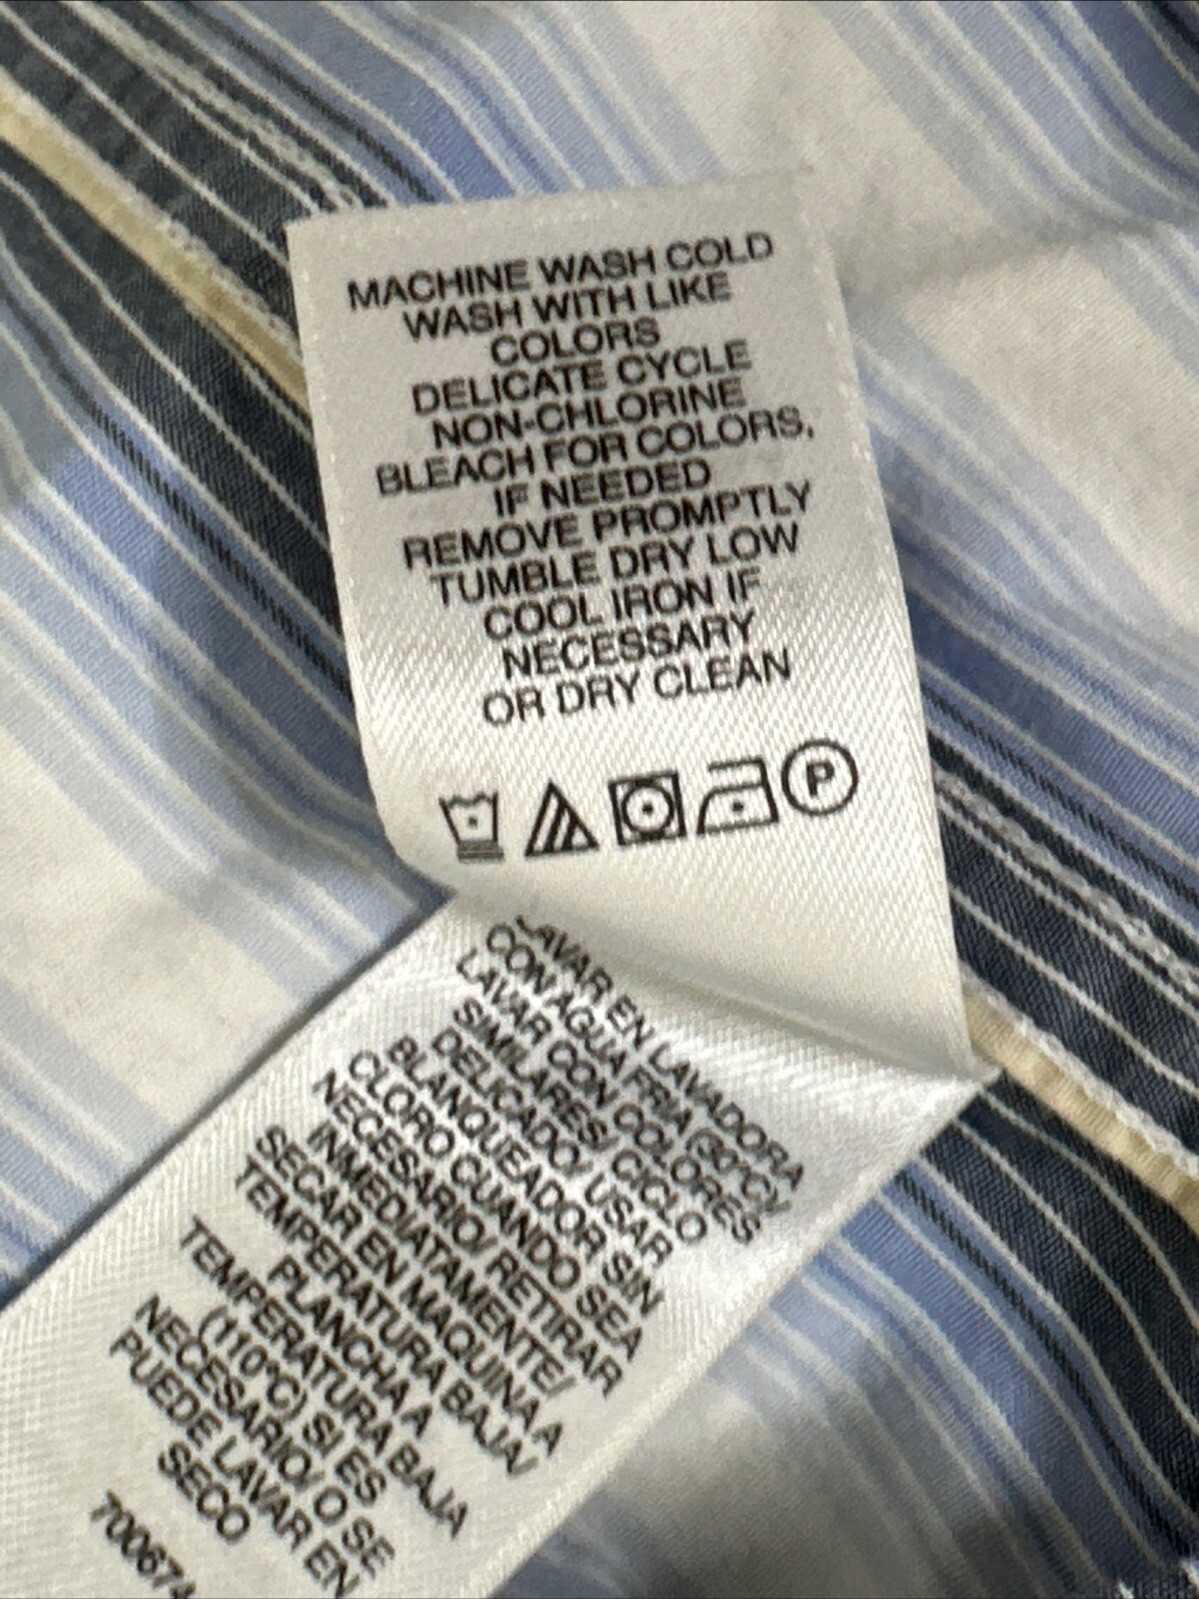 MACHINE WASH COLD
WASH WITH LIKE
COLORS
DELICATE CYCLE
NON-CHLORINE
BLEACH FOR COLORS,
IF NEEDED
REMOVE PROMPTLY
TUMBLE DRY LOW
COOL IRON IF
NECESSARY
OR DRY CLEAN
P
LAVAR EN LAVADORA
CON AGUA FRIA (30°C)/
LAVAR CON COLORES
SIMILARES/ CICLO
DELICADO/ USAR
BLANQUEADOR SIN
CLORO CUANDO SEA
NECESARIO/ RETIRAR
INMEDIATAMENTE/
SECAR EN MAQUINA A
TEMPERATURA BAJA/
PLANCHA A
TEMPERATURA BAJA
(110°C) SI ES
NECESARIO/ O SE
PUEDE LAVAR EN
SECO
700674